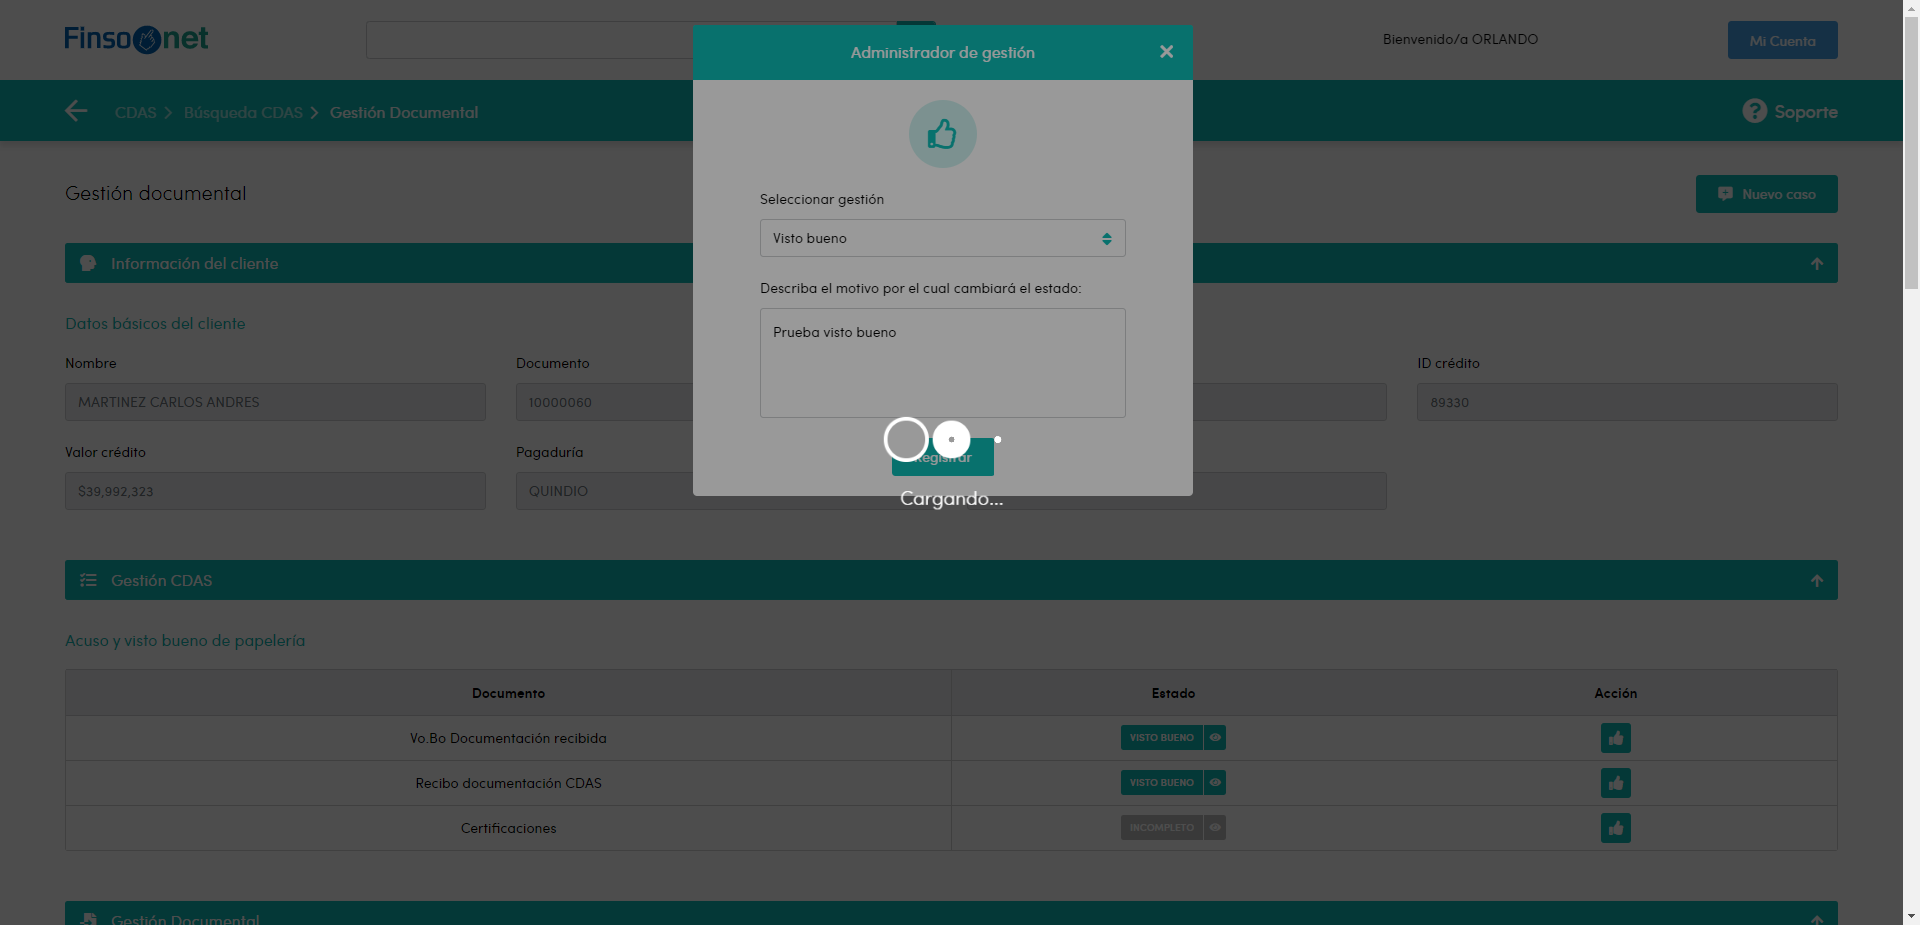 Finsonet
Bienvenido/a ORLANDO
Mi Cuenta
CDAS
Búsqueda CDAS
Gestión Documental
Soporte
Gestión documental
Nuevo caso
Información del cliente
Datos básicos del cliente
Nombre
Documento
ID crédito
MARTINEZ CARLOS ANDRES
10000060
89330
Valor crédito
Pagaduría
$39,992,323
QUINDIO
Administrador de gestión
Seleccionar gestión
Visto bueno
Describa el motivo por el cual cambiará el estado:
Prueba visto bueno
Registrar
Cargando...
Gestión CDAS
Acuso y visto bueno de papelería
Documento Estado Acción
Vo.Bo Documentación recibida VISTO BUENO
Recibo documentación CDAS VISTO BUENO
Certificaciones INCOMPLETO
Gestión Documental